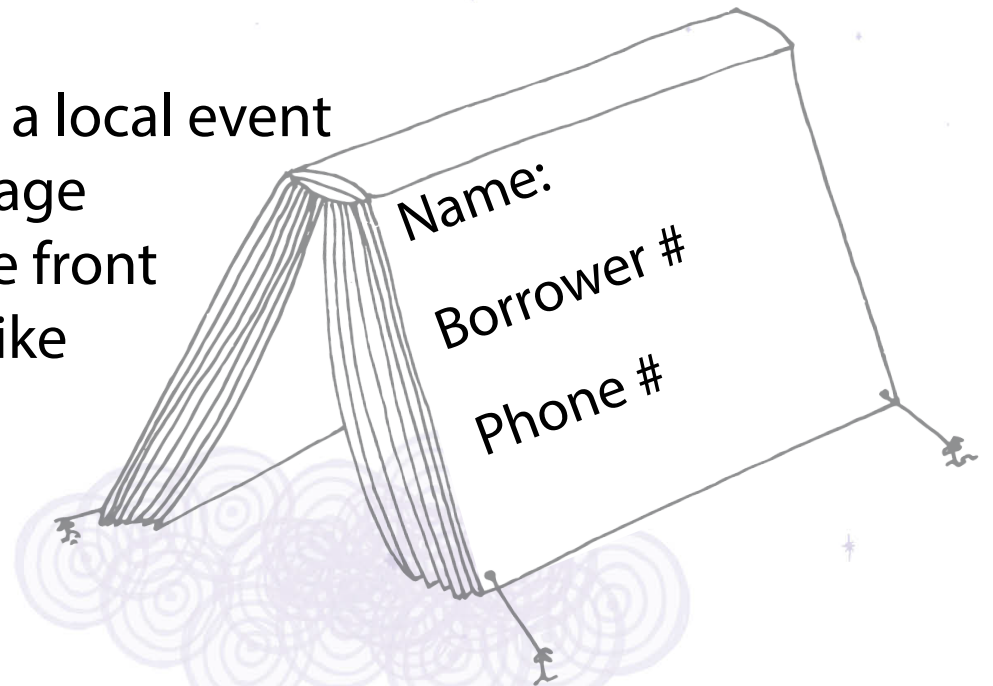 a local event
age
e front
ike
Name:
Borrower #
Phone #